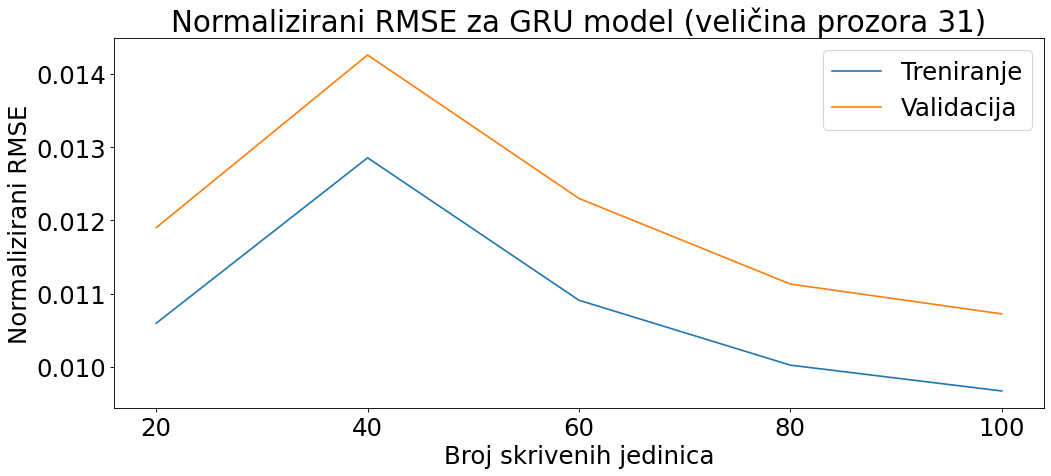 Normalizirani RMSE za GRU model (veličina prozora 31)
Treniranje
Validacija
Normalizirani RMSE
0.014
0.013
0.012
0.011
0.010
20 40 60 80 100
Broj skrivenih jedinica